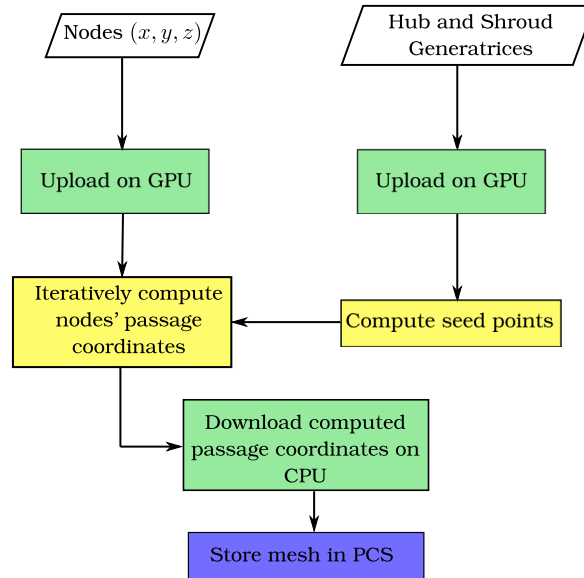 Nodes (x, y, z)
Hub and Shroud
Generatrices
Upload on GPU
Upload on GPU
Iteratively compute
nodes' passage
coordinates
Compute seed points
Download computed
passage coordinates on
CPU
Store mesh in PCS